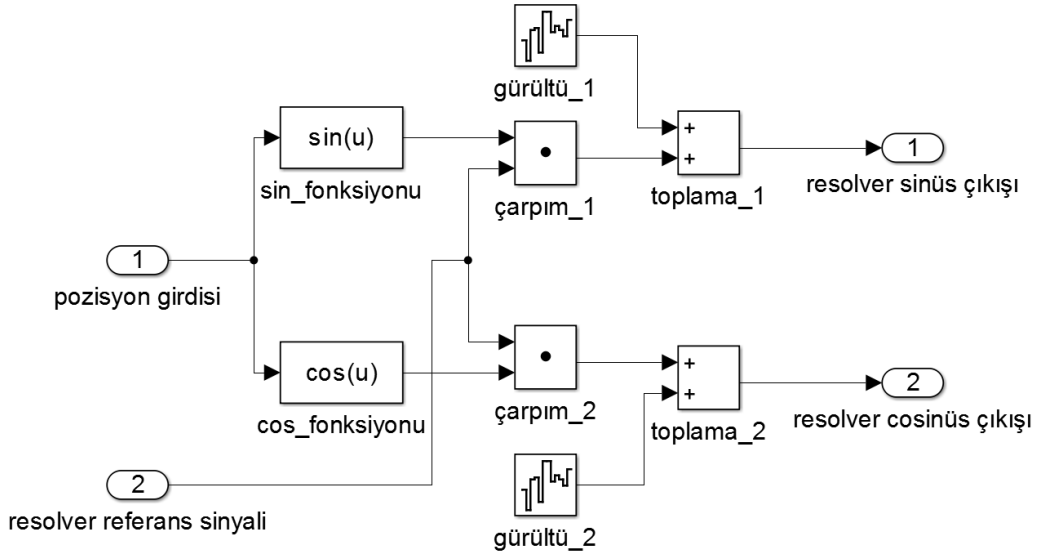 gürültü_1
sin(u)
sin_fonksiyonu
çarpım_1
+
+
toplama_1
1
resolver sinüs çıkışı
1
pozisyon girdisi
cos(u)
cos_fonksiyonu
çarpım_2
+
+
toplama_2
2
resolver cosinüs çıkışı
2
resolver referans sinyali
gürültü_2